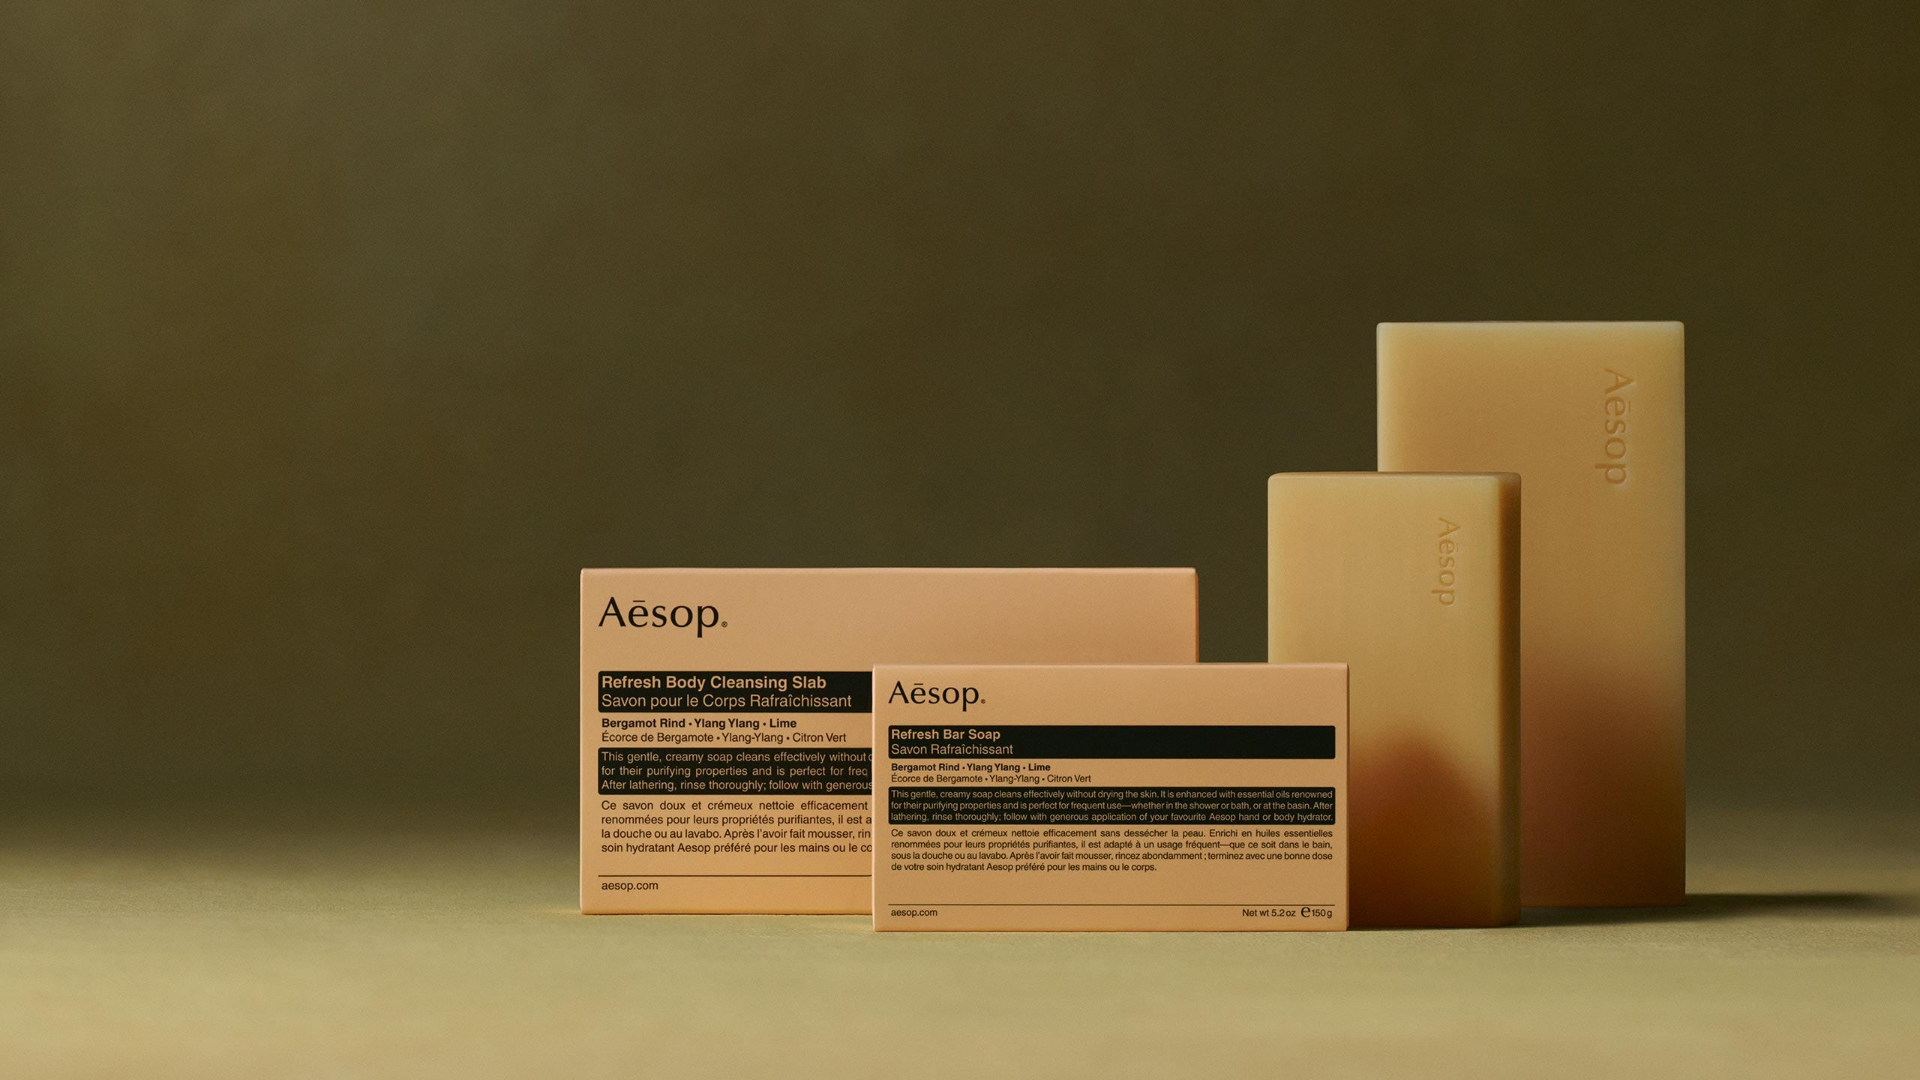 Aēsop®
Refresh Body Cleansing Slab
Savon pour le Corps Rafraîchissant
Bergamot Rind • Ylang Ylang • Lime
Écorce de Bergamote • Ylang-Ylang • Citron Vert
This gentle, creamy soap cleans effectively without
for their purifying properties and is perfect for freq
After lathering, rinse thoroughly; follow with generous
Ce savon doux et crémeux nettoie efficacement
renommées pour leurs propriétés purifiantes, il est a
la douche ou au lavabo. Après l'avoir fait mousser, rin
soin hydratant Aesop préféré pour les mains ou le co
aesop.com
Aēsop®
Refresh Bar Soap
Savon Rafraîchissant
Bergamot Rind • Ylang Ylang • Lime
Écorce de Bergamote • Ylang-Ylang • Citron Vert
This gentle, creamy soap cleans effectively without drying the skin. It is enhanced with essential oils renowned
for their purifying properties and is perfect for frequent use—whether in the shower or bath, or at the basin. After
lathering, rinse thoroughly; follow with generous application of your favourite Aesop hand or body hydrator.
Ce savon doux et crémeux nettoie efficacement sans dessécher la peau. Enrichi en huiles essentielles
renommées pour leurs propriétés purifiantes, il est adapté à un usage fréquent—que ce soit dans le bain,
sous la douche ou au lavabo. Après l'avoir fait mousser, rincez abondamment ; terminez avec une bonne dose
de votre soin hydratant Aesop préféré pour les mains ou le corps.
aesop.com
Net wt 5.2 oz ℮150 g
Aēsop
Aēsop